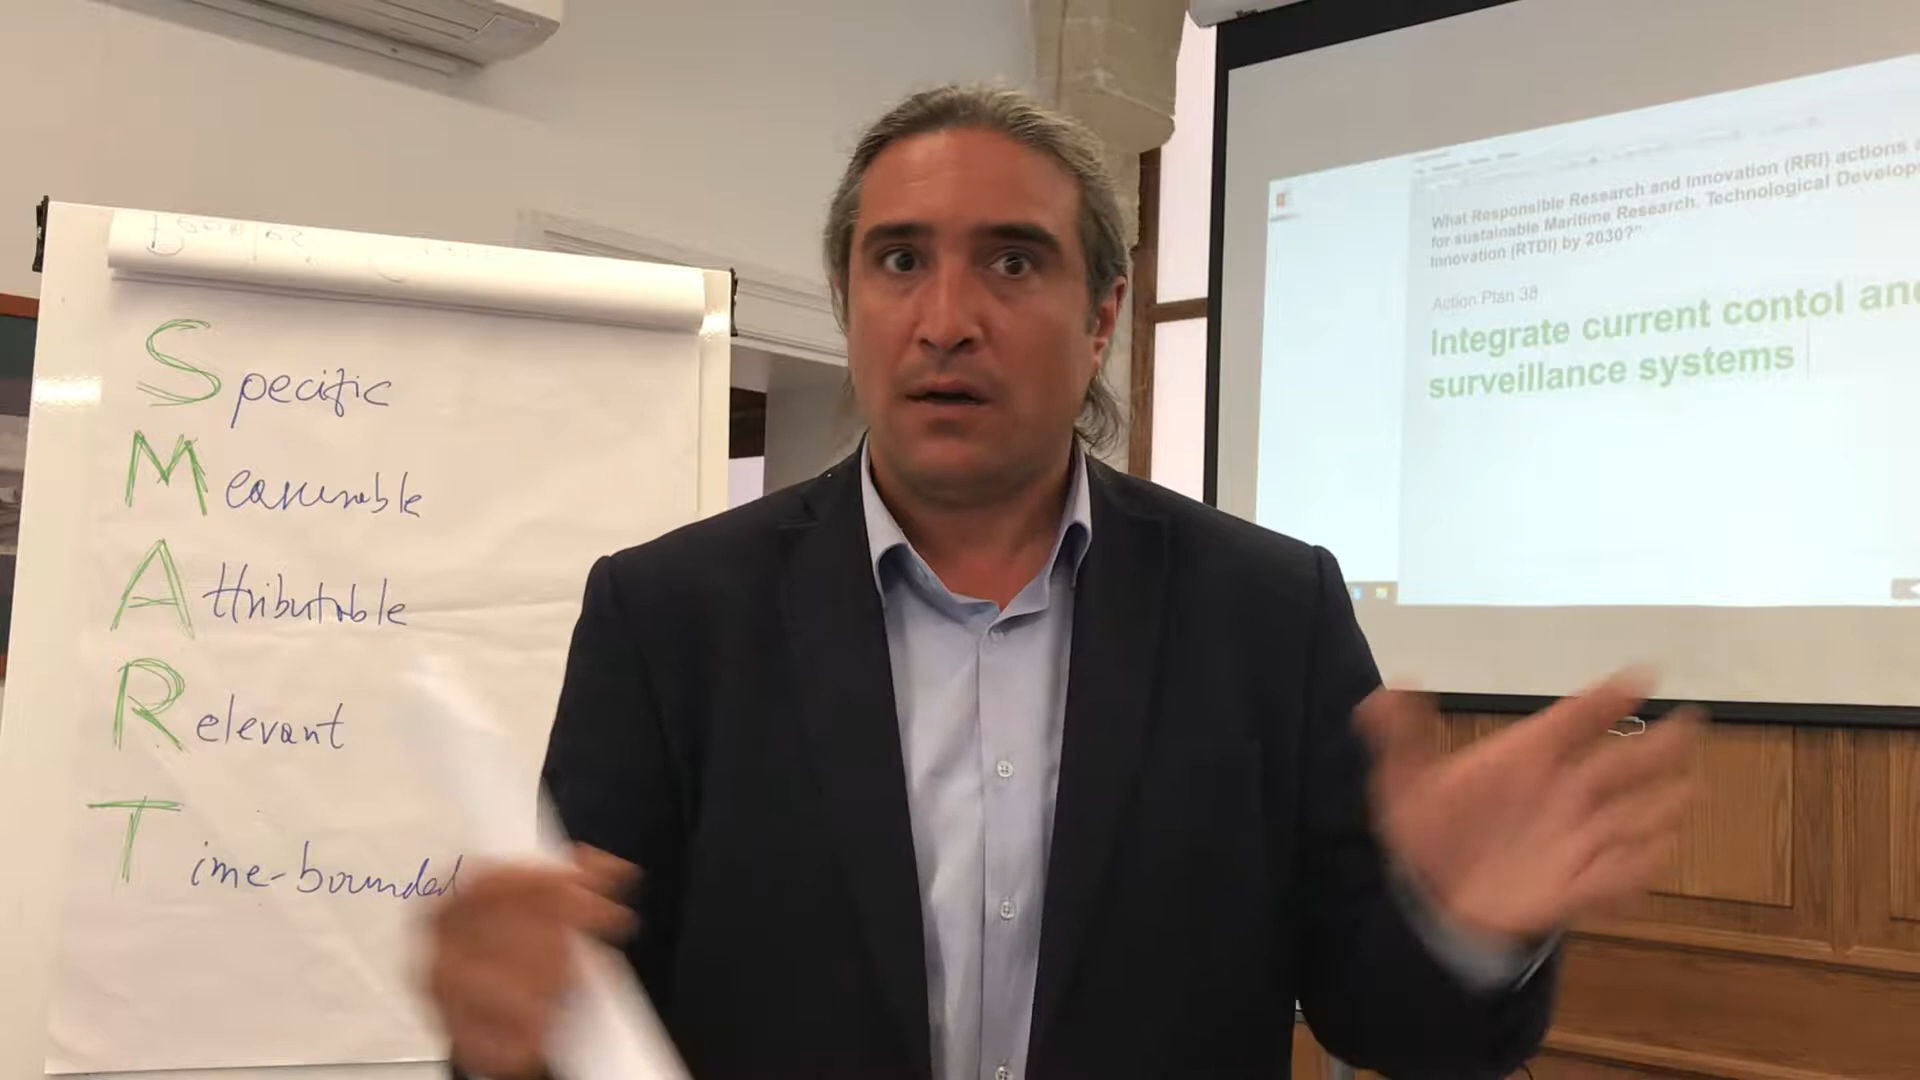 Specific
Measurable
Attributable
Relevant
Time-bounded
What Responsible Research and Innovation (RRI) actions
for sustainable Maritime Research, Technological
Innovation (RTDI) by 2030?"
Action Plan 38
Integrate current contol and
surveillance systems